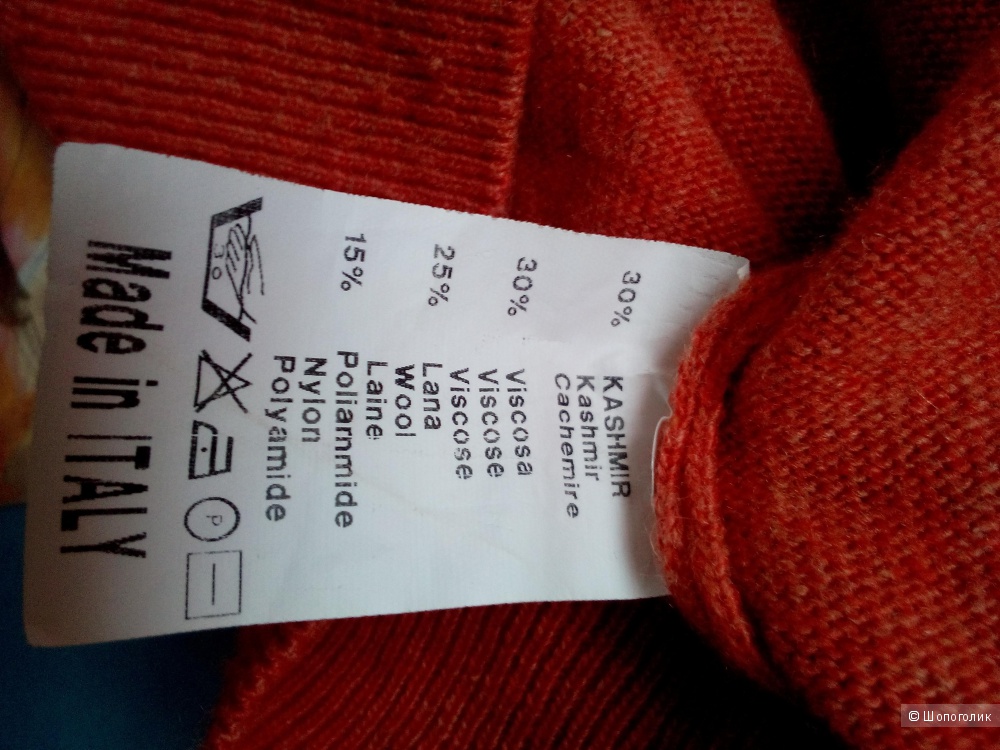 30% KASHMIR
Kashmir
cachemire
30% Viscosa
Viscose
Viscose
25% Lana
Wool
Laine
15% Poliarnmide
Nylon
Polyamide
30
P
Made in ITALY
© Шопоголик